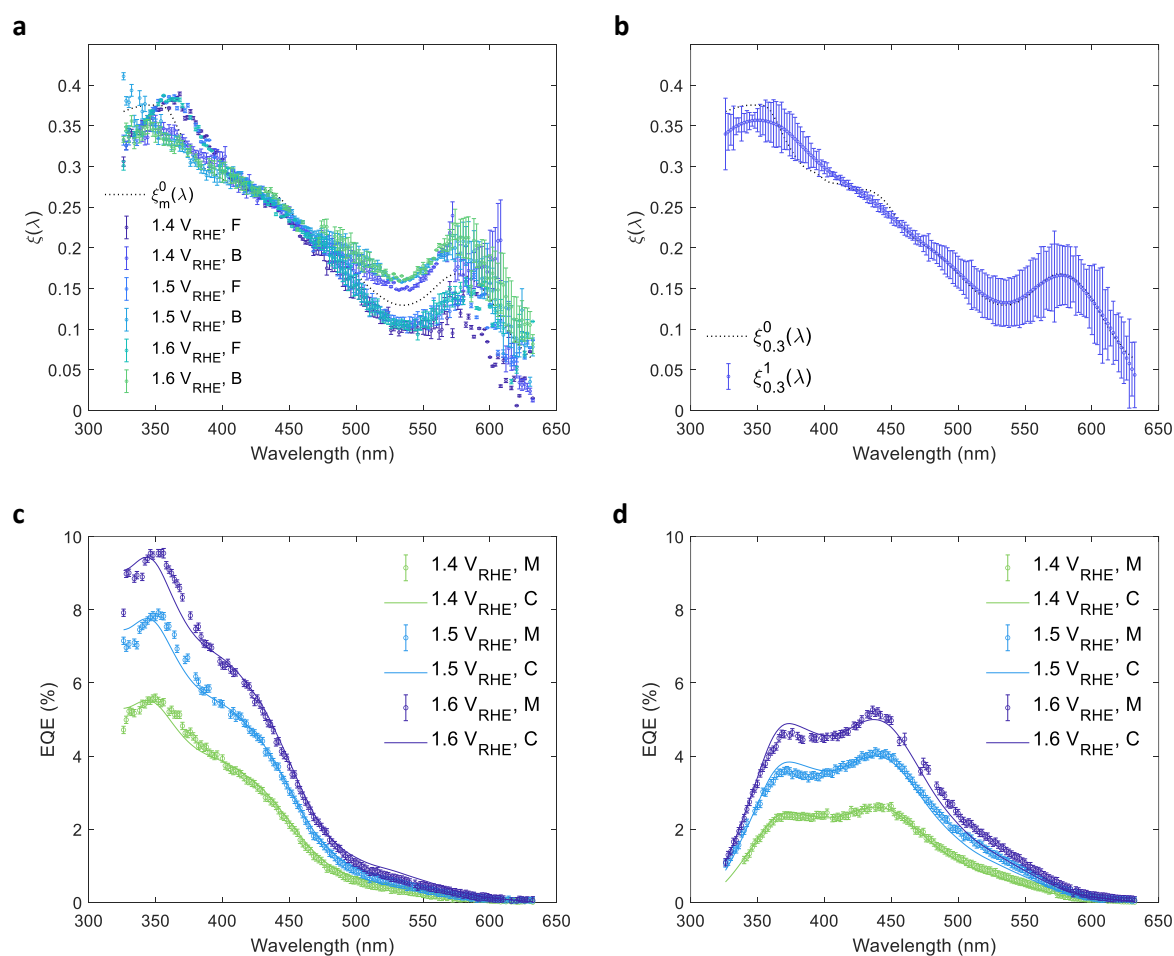 a
0.4
0.35
0.3
0.25
0.2
0.15
0.1
0.05
0
ξ(λ)
ξ⁰ₘ(λ)
1.4 V_RHE, F
1.4 V_RHE, B
1.5 V_RHE, F
1.5 V_RHE, B
1.6 V_RHE, F
1.6 V_RHE, B
300 350 400 450 500 550 600 650
Wavelength (nm)
b
0.4
0.35
0.3
0.25
0.2
0.15
0.1
0.05
0
ξ(λ)
ξ⁰₀.₃(λ)
ξ¹₀.₃(λ)
300 350 400 450 500 550 600 650
Wavelength (nm)
c
10
8
6
4
2
0
EQE (%)
1.4 V_RHE, M
1.4 V_RHE, C
1.5 V_RHE, M
1.5 V_RHE, C
1.6 V_RHE, M
1.6 V_RHE, C
300 350 400 450 500 550 600 650
Wavelength (nm)
d
10
8
6
4
2
0
EQE (%)
1.4 V_RHE, M
1.4 V_RHE, C
1.5 V_RHE, M
1.5 V_RHE, C
1.6 V_RHE, M
1.6 V_RHE, C
300 350 400 450 500 550 600 650
Wavelength (nm)